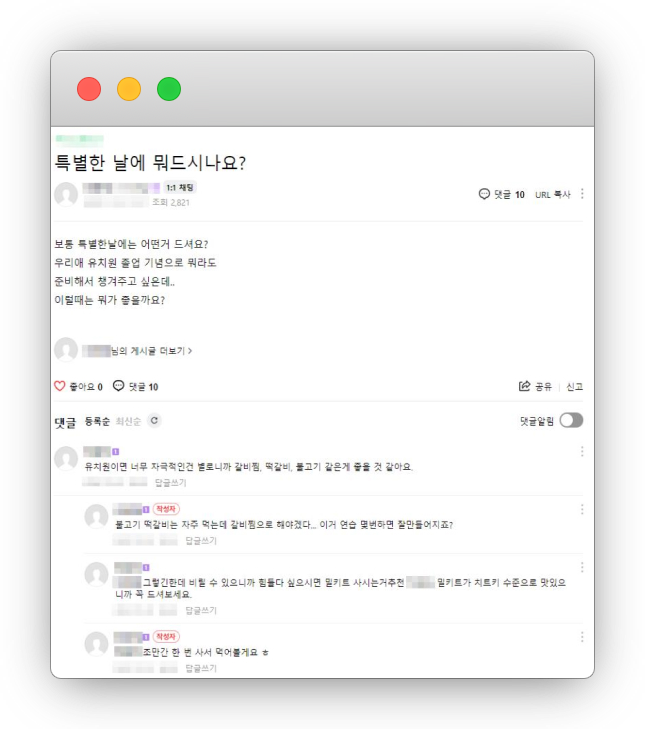 특별한 날에 뭐드시나요?
1:1 채팅
조회 2,821
댓글 10 URL 복사
보통 특별한날에는 어떤거 드셔요?
우리애 유치원 졸업 기념으로 뭐라도
준비해서 챙겨주고 싶은데..
이럴때는 뭐가 좋을까요?
님의 게시글 더보기 >
좋아요 0 댓글 10 공유 신고
댓글 등록순 최신순 댓글알림
유치원이면 너무 자극적인건 별로니까 갈비찜, 떡갈비, 불고기 같은게 좋을 것 같아요.
답글쓰기
작성자
불고기 떡갈비는 자주 먹는데 갈비찜으로 해야겠다... 이거 연습 몇번하면 잘만들어지죠?
답글쓰기
그렇긴한데 비릴 수 있으니까 힘들다 싶으시면 밀키트 사시는거추천 밀키트가 치트키 수준으로 맛있으
니까 꼭 드셔보세요.
답글쓰기
작성자
조만간 한 번 사서 먹어볼게요 ㅎ
답글쓰기